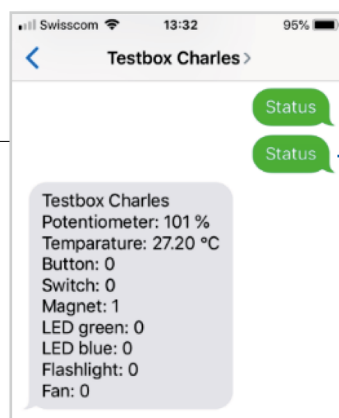 Swisscom 13:32 95%
Testbox Charles
Status
Status
Testbox Charles
Potentiometer: 101 %
Temparature: 27.20 °C
Button: 0
Switch: 0
Magnet: 1
LED green: 0
LED blue: 0
Flashlight: 0
Fan: 0